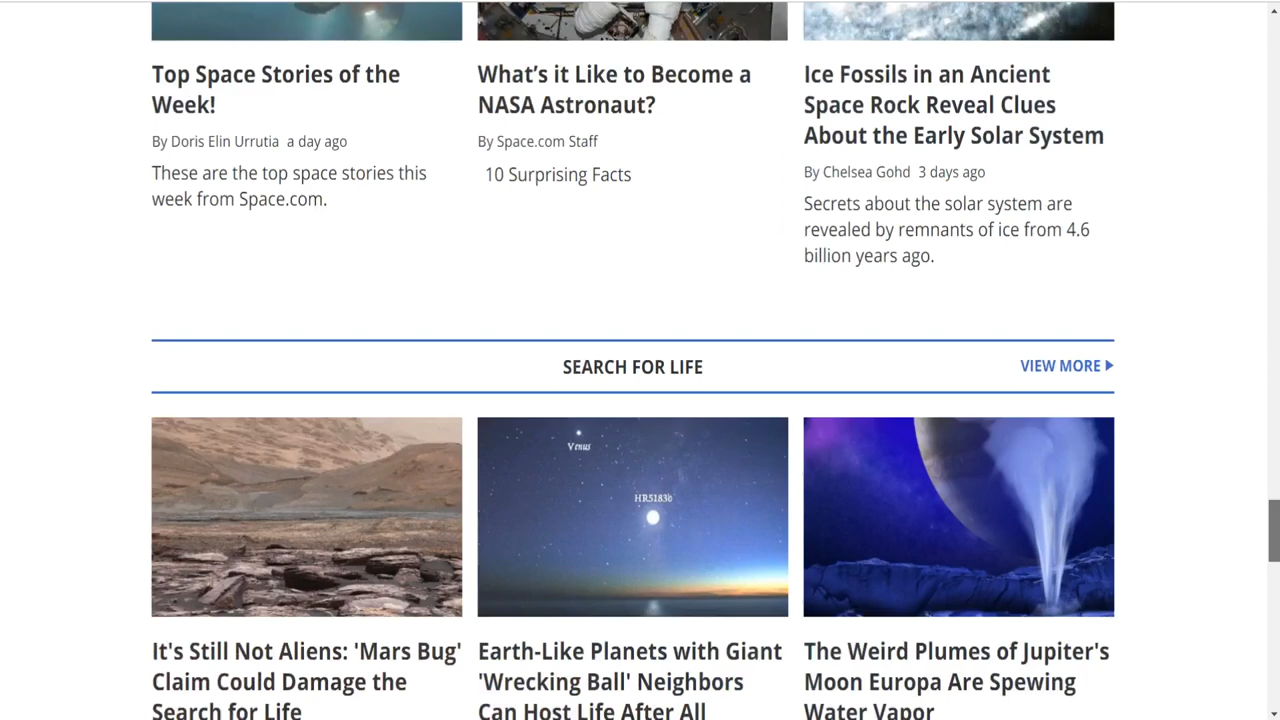 Top Space Stories of the
Week!
By Doris Elin Urrutia a day ago
These are the top space stories this
week from Space.com.
What’s it Like to Become a
NASA Astronaut?
By Space.com Staff
10 Surprising Facts
Ice Fossils in an Ancient
Space Rock Reveal Clues
About the Early Solar System
By Chelsea Gohd 3 days ago
Secrets about the solar system are
revealed by remnants of ice from 4.6
billion years ago.
SEARCH FOR LIFE
VIEW MORE
Venus
HR5183b
It's Still Not Aliens: 'Mars Bug'
Claim Could Damage the
Search for Life
Earth-Like Planets with Giant
'Wrecking Ball' Neighbors
Can Host Life After All
The Weird Plumes of Jupiter's
Moon Europa Are Spewing
Water Vapor